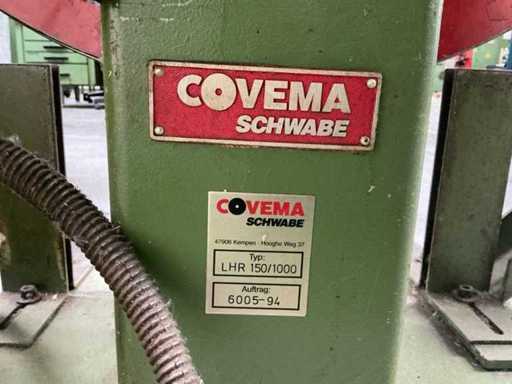 COVEMA
SCHWABE
COVEMA
SCHWABE
47906 Kempen · Hooghe Weg 37
Typ:
LHR 150/1000
Auftrag:
6005-94